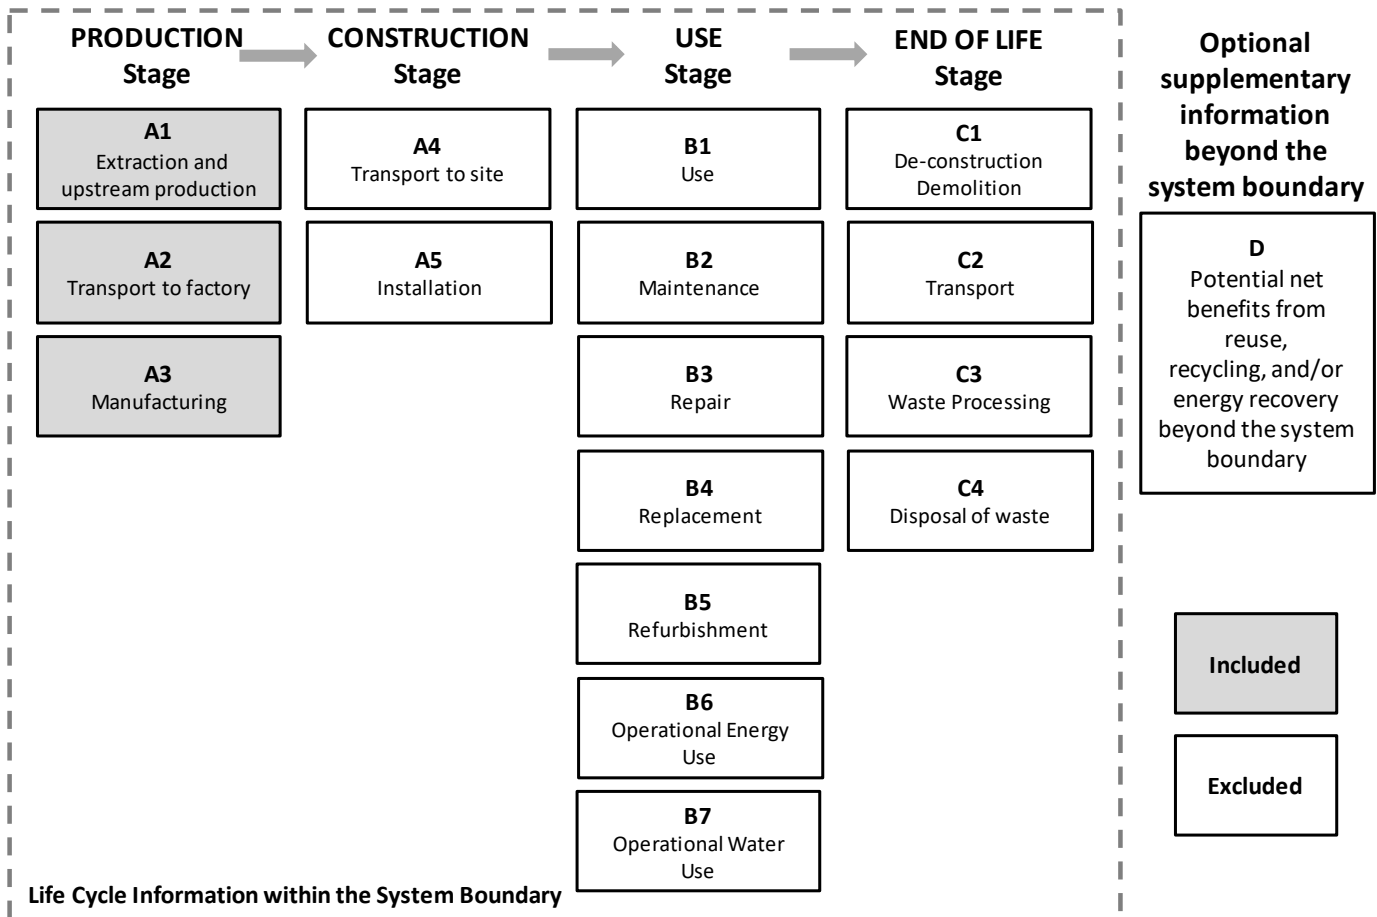 PRODUCTION
Stage
CONSTRUCTION
Stage
USE
Stage
END OF LIFE
Stage
Optional
supplementary
information
beyond the
system boundary
A1
Extraction and
upstream production
A2
Transport to factory
A3
Manufacturing
A4
Transport to site
A5
Installation
B1
Use
B2
Maintenance
B3
Repair
B4
Replacement
B5
Refurbishment
B6
Operational Energy
Use
B7
Operational Water
Use
C1
De-construction
Demolition
C2
Transport
C3
Waste Processing
C4
Disposal of waste
D
Potential net
benefits from
reuse,
recycling, and/or
energy recovery
beyond the system
boundary
Included
Excluded
Life Cycle Information within the System Boundary